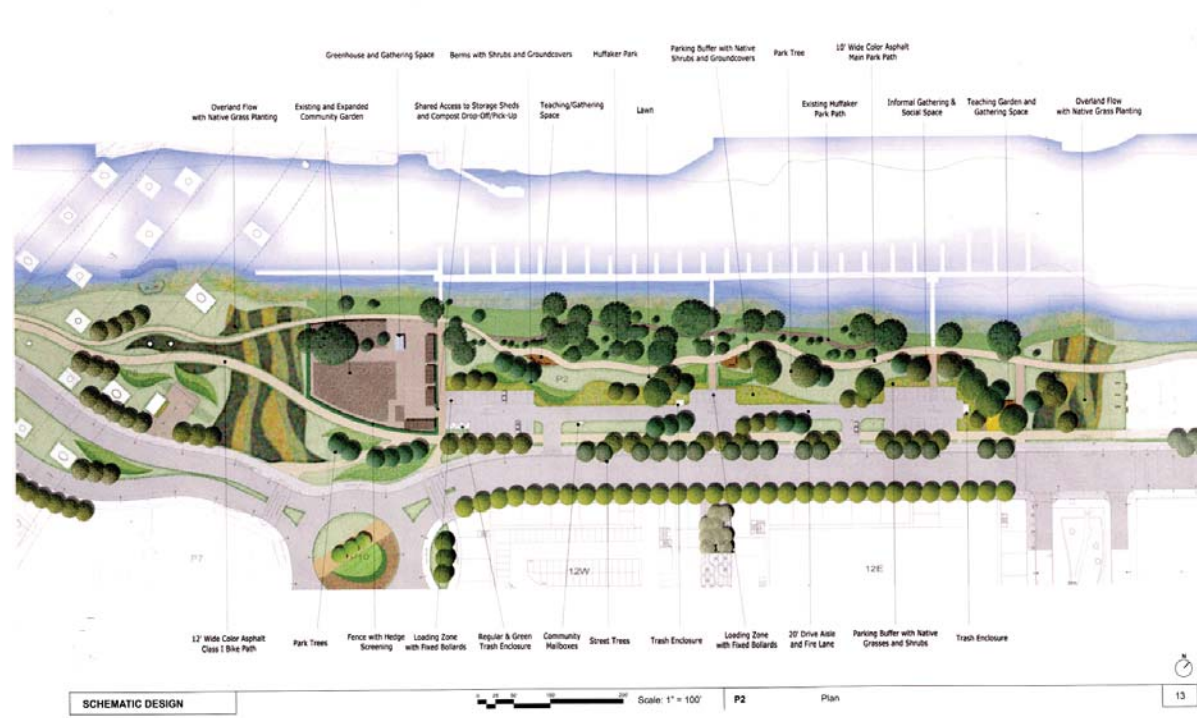 Greenhouse and Gathering Space
Berms with Shrubs and Groundcovers
Huffaker Park
Parking Buffer with Native
Shrubs and Groundcovers
Park Tree
10' Wide Color Asphalt
Main Park Path
Overland Flow
with Native Grass Planting
Existing and Expanded
Community Garden
Shared Access to Storage Sheds
and Compost Drop-Off/Pick-Up
Teaching/Gathering
Space
Lawn
Existing Huffaker
Park Path
Informal Gathering &
Social Space
Teaching Garden and
Gathering Space
Overland Flow
with Native Grass Planting
P2
P7
P10
12W
12E
12' Wide Color Asphalt
Class I Bike Path
Park Trees
Fence with Hedge
Screening
Loading Zone
with Fixed Bollards
Regular & Green
Trash Enclosure
Community
Mailboxes
Street Trees
Trash Enclosure
Loading Zone
with Fixed Bollards
20' Drive Aisle
and Fire Lane
Parking Buffer with Native
Grasses and Shrubs
Trash Enclosure
N
SCHEMATIC DESIGN
0 25 50 100 200
Scale: 1" = 100'
P2
Plan
13